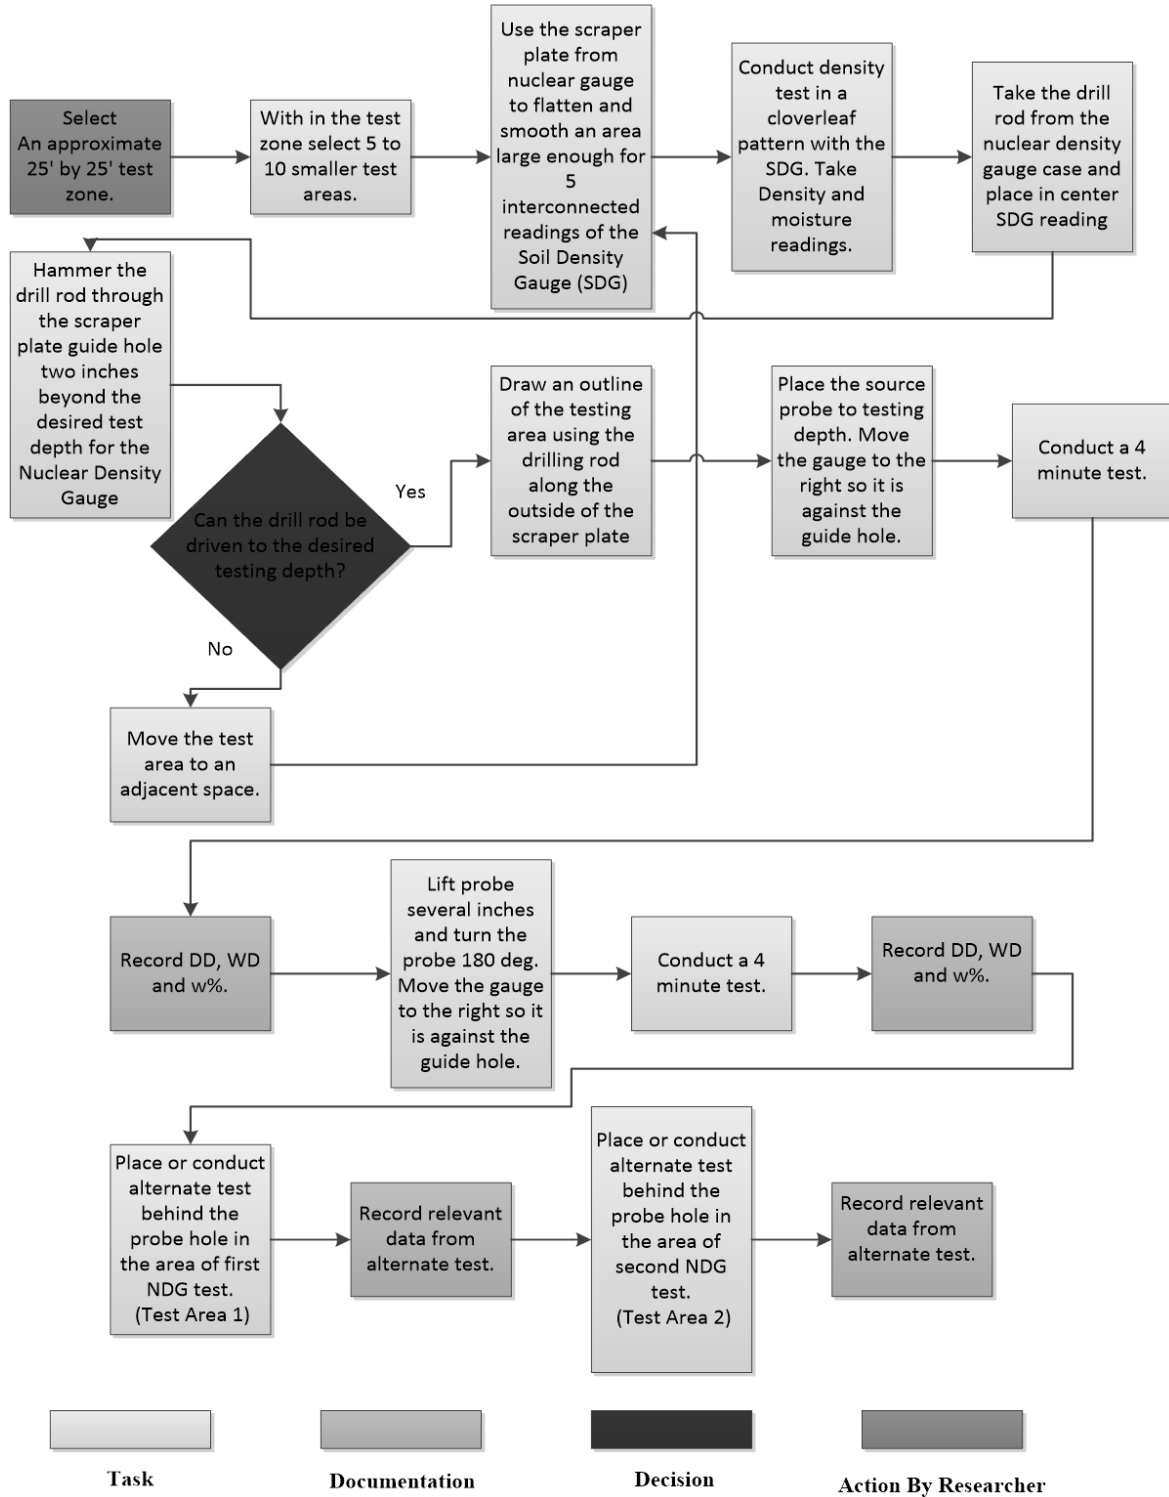 Select
An approximate
25' by 25' test
zone.
With in the test
zone select 5 to
10 smaller test
areas.
Use the scraper
plate from
nuclear gauge
to flatten and
smooth an area
large enough for
5
interconnected
readings of the
Soil Density
Gauge (SDG)
Conduct density
test in a
cloverleaf
pattern with the
SDG. Take
Density and
moisture
readings.
Take the drill
rod from the
nuclear density
gauge case and
place in center
SDG reading
Hammer the
drill rod through
the scraper
plate guide hole
two inches
beyond the
desired test
depth for the
Nuclear Density
Gauge
Can the drill rod be
driven to the desired
testing depth?
Yes
No
Draw an outline
of the testing
area using the
drilling rod
along the
outside of the
scraper plate
Place the source
probe to testing
depth. Move
the gauge to the
right so it is
against the
guide hole.
Conduct a 4
minute test.
Move the test
area to an
adjacent space.
Record DD, WD
and w%.
Lift probe
several inches
and turn the
probe 180 deg.
Move the gauge
to the right so it
is against the
guide hole.
Conduct a 4
minute test.
Record DD, WD
and w%.
Place or conduct
alternate test
behind the
probe hole in
the area of first
NDG test.
(Test Area 1)
Record relevant
data from
alternate test.
Place or conduct
alternate test
behind the
probe hole in
the area of
second NDG
test.
(Test Area 2)
Record relevant
data from
alternate test.
Task
Documentation
Decision
Action By Researcher